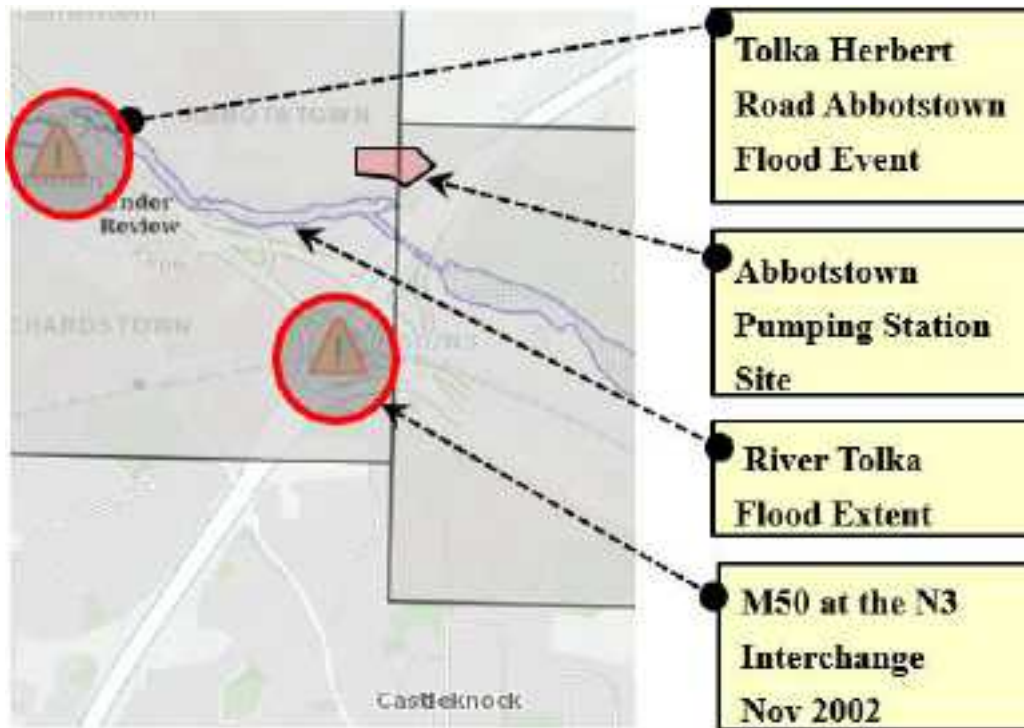 Tolka Herbert
Road Abbotstown
Flood Event
ABBOTSTOWN
Under
Review
Abbotstown
Pumping Station
Site
CHARDSTOWN
River Tolka
Flood Extent
M50 at the N3
Interchange
Nov 2002
Castleknock